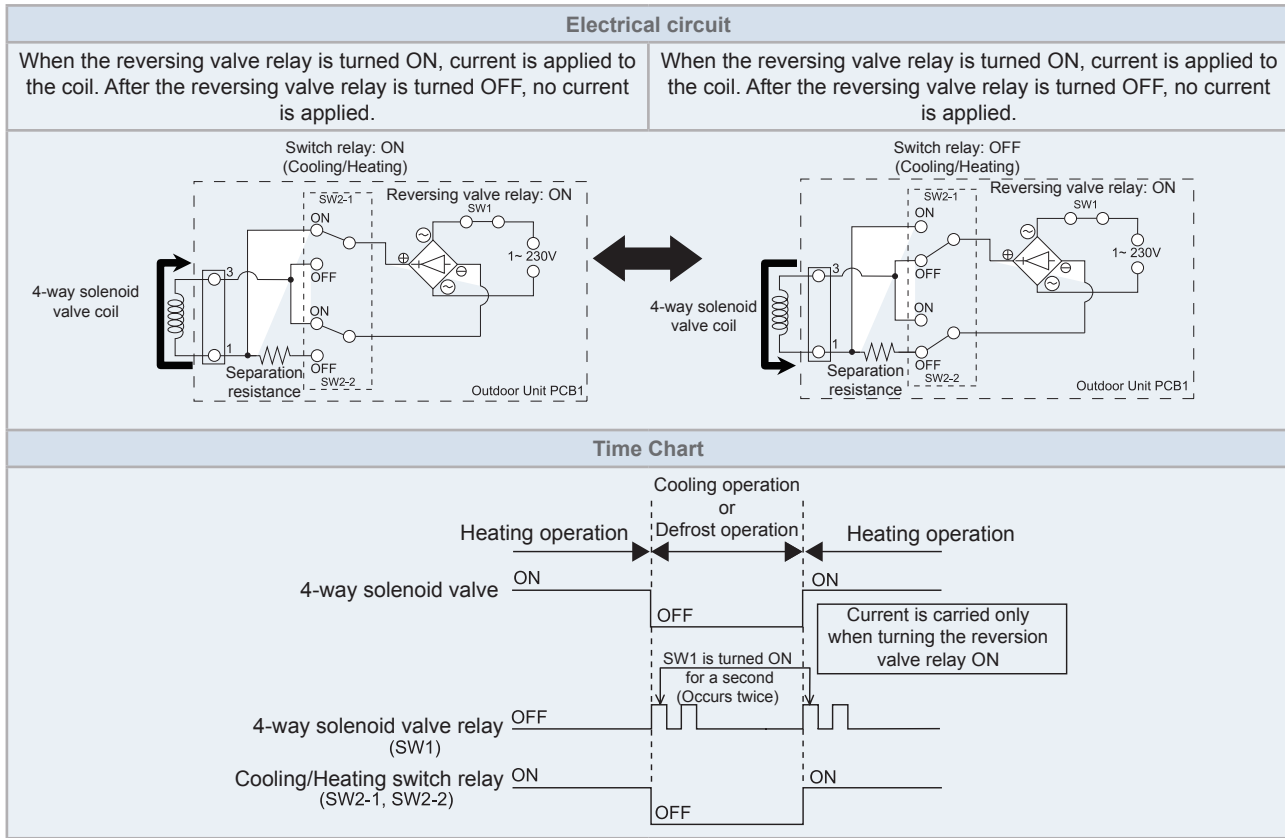 Electrical circuit
When the reversing valve relay is turned ON, current is applied to
the coil. After the reversing valve relay is turned OFF, no current
is applied.
When the reversing valve relay is turned ON, current is applied to
the coil. After the reversing valve relay is turned OFF, no current
is applied.
Switch relay: ON
(Cooling/Heating)
SW2-1
Reversing valve relay: ON
SW1
ON
1~ 230V
OFF
3
4-way solenoid
valve coil
ON
1
OFF
Separation
resistance
SW2-2
Outdoor Unit PCB1
Switch relay: OFF
(Cooling/Heating)
SW2-1
Reversing valve relay: ON
SW1
ON
1~ 230V
OFF
3
4-way solenoid
valve coil
ON
1
OFF
Separation
resistance
SW2-2
Outdoor Unit PCB1
Time Chart
Cooling operation
or
Defrost operation
Heating operation
Heating operation
4-way solenoid valve
ON
OFF
ON
Current is carried only
when turning the reversion
valve relay ON
SW1 is turned ON
for a second
(Occurs twice)
4-way solenoid valve relay
(SW1)
OFF
Cooling/Heating switch relay
(SW2-1, SW2-2)
ON
OFF
ON